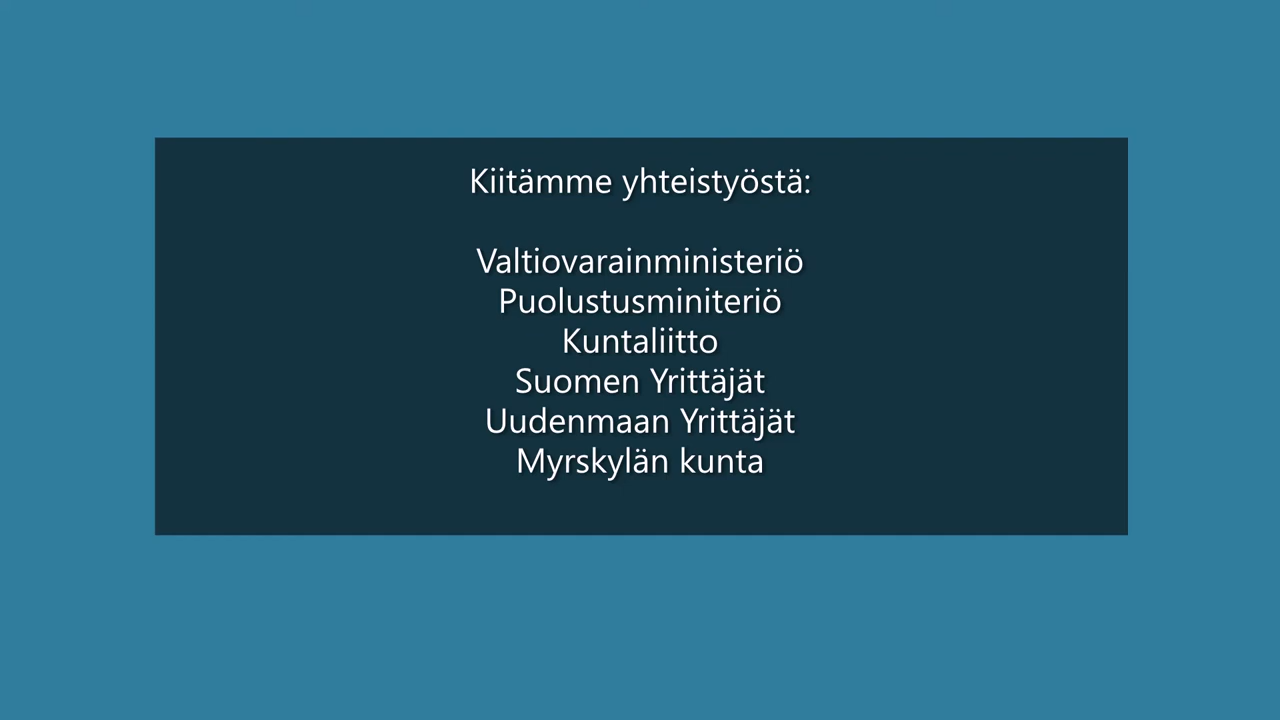 Kiitämme yhteistyöstä:
Valtiovarainministeriö
Puolustusminiteriö
Kuntaliitto
Suomen Yrittäjät
Uudenmaan Yrittäjät
Myrskylän kunta